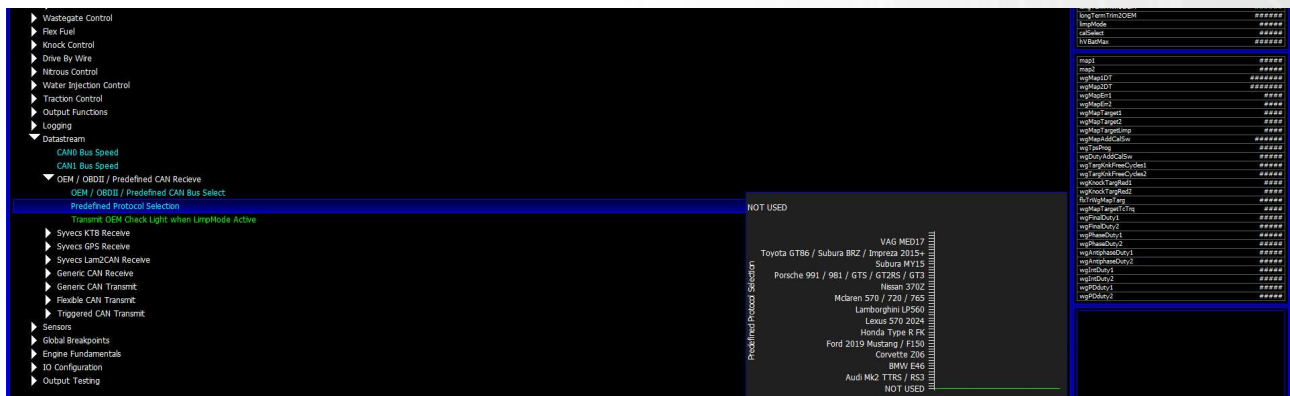 Wastegate Control
Flex Fuel
Knock Control
Drive By Wire
Nitrous Control
Water Injection Control
Traction Control
Output Functions
Logging
Datastream
CAN0 Bus Speed
CAN1 Bus Speed
OEM / OBDII / Predefined CAN Recieve
OEM / OBDII / Predefined CAN Bus Select
Predefined Protocol Selection
Transmit OEM Check Light when LimpMode Active
Syvecs KT8 Receive
Syvecs GPS Receive
Syvecs Lam2CAN Receive
Generic CAN Receive
Generic CAN Transmit
Flexible CAN Transmit
Triggered CAN Transmit
Sensors
Global Breakpoints
Engine Fundamentals
IO Configuration
Output Testing
NOT USED
Predefined Protocol Selection
VAG MED17
Toyota GT86 / Subura BRZ / Impreza 2015+
Subura MY15
Porsche 991 / 981 / GTS / GT2RS / GT3
Nissan 370Z
Mclaren 570 / 720 / 765
Lamborghini LP560
Lexus 570 2024
Honda Type R FK
Ford 2019 Mustang / F150
Corvette Z06
BMW E46
Audi Mk2 TTRS / RS3
NOT USED
longTermTrim2OEM ######
limpMode #####
calSelect #####
hVBatMax ######
map1 #####
map2 #####
wgMap1DT #######
wgMap2DT #######
wgMapErr1 ####
wgMapErr2 ####
wgMapTarget1 ####
wgMapTarget2 ####
wgMapTargetLimp ####
wgMapAddCalSw ######
wgTpsProg ####
wgDutyAddCalSw ######
wgTargKnkFreeCycles1 ####
wgTargKnkFreeCycles2 ####
wgKnockTargRed1 ####
wgKnockTargRed2 ####
flxTrWgMapTarg #####
wgMapTargetTcTrq ####
wgFinalDuty1 #####
wgFinalDuty2 #####
wgPhaseDuty1 #####
wgPhaseDuty2 #####
wgAntiphaseDuty1 #####
wgAntiphaseDuty2 #####
wgIntDuty1 #####
wgIntDuty2 #####
wgPDduty1 #####
wgPDduty2 #####